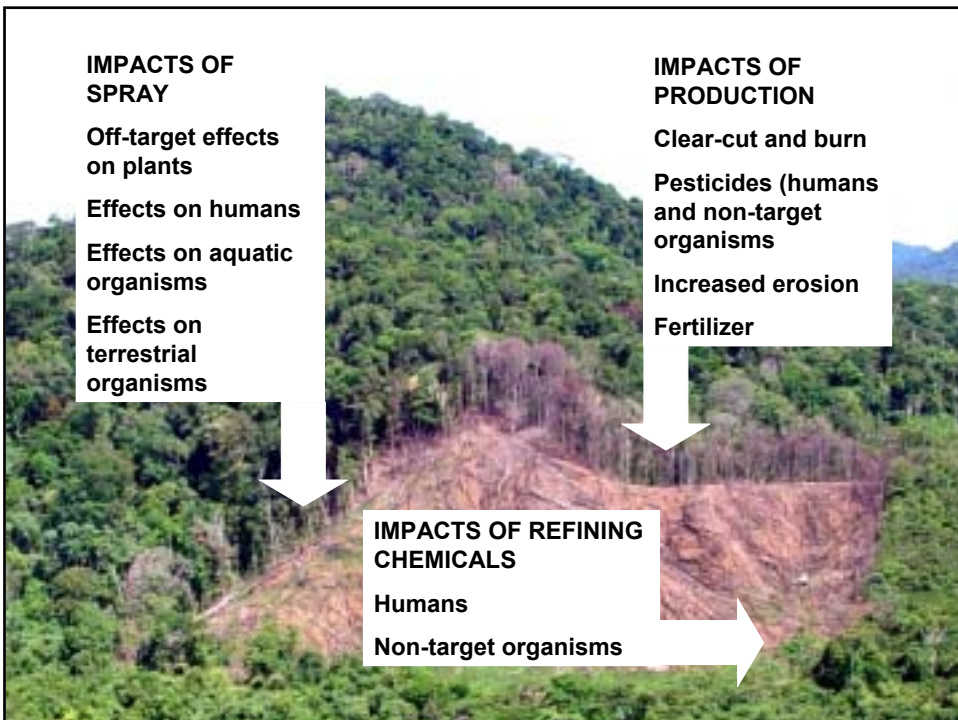 IMPACTS OF
SPRAY
Off-target effects
on plants
Effects on humans
Effects on aquatic
organisms
Effects on
terrestrial
organisms
IMPACTS OF
PRODUCTION
Clear-cut and burn
Pesticides (humans
and non-target
organisms
Increased erosion
Fertilizer
IMPACTS OF REFINING
CHEMICALS
Humans
Non-target organisms